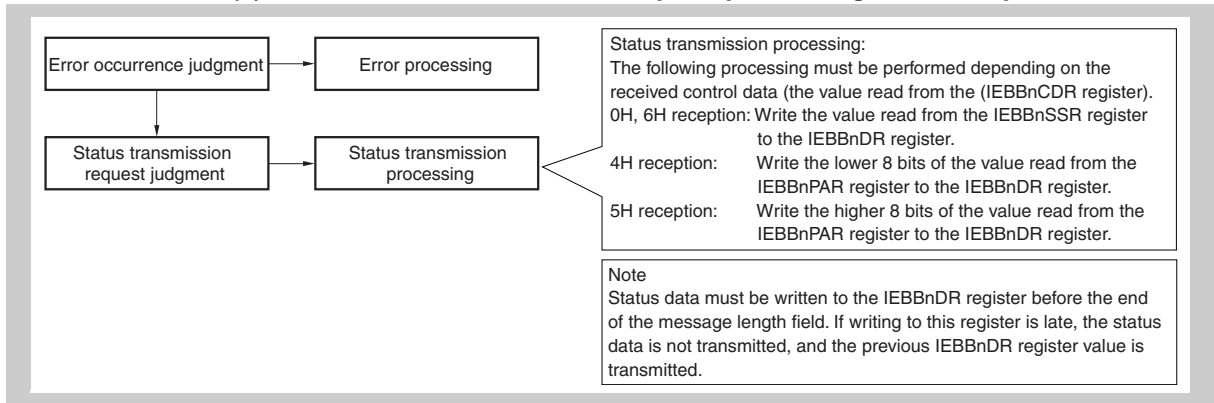 Error occurrence judgment
Error processing
Status transmission
request judgment
Status transmission
processing
Status transmission processing:
The following processing must be performed depending on the
received control data (the value read from the (IEBBnCDR register).
0H, 6H reception: Write the value read from the IEBBnSSR register
to the IEBBnDR register.
4H reception: Write the lower 8 bits of the value read from the
IEBBnPAR register to the IEBBnDR register.
5H reception: Write the higher 8 bits of the value read from the
IEBBnPAR register to the IEBBnDR register.
Note
Status data must be written to the IEBBnDR register before the end
of the message length field. If writing to this register is late, the status
data is not transmitted, and the previous IEBBnDR register value is
transmitted.